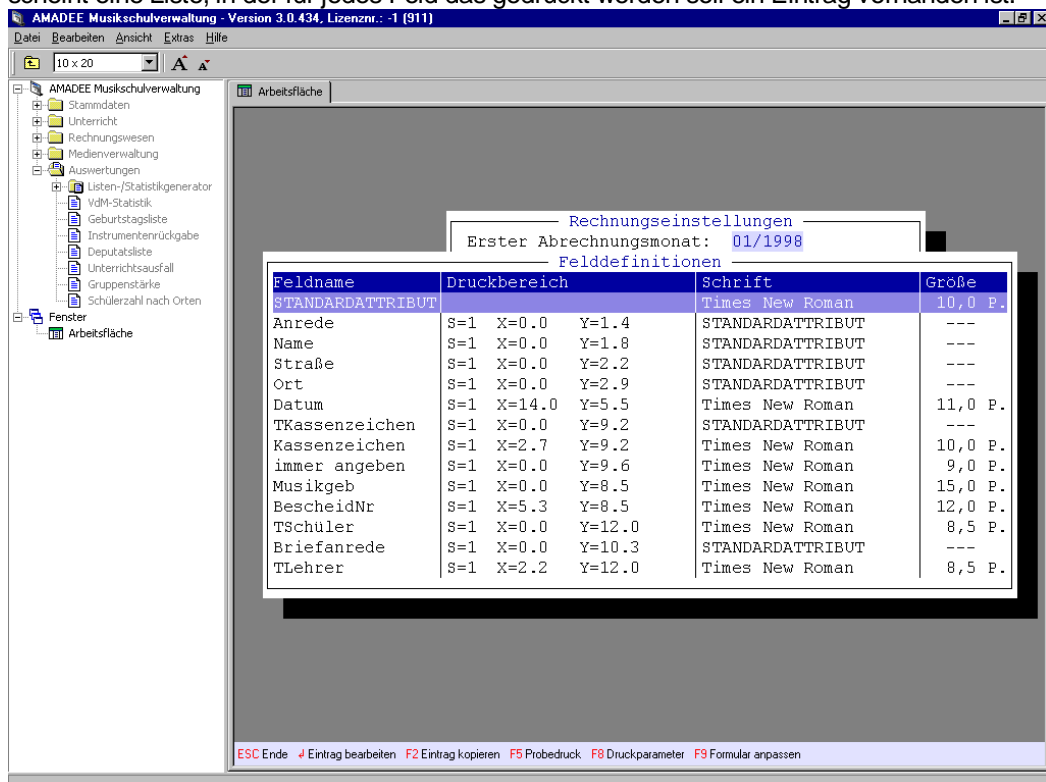 scheint eine Liste, in der für jedes Feld das gedruckt werden soll ein Eintrag vorhanden ist.
AMADEE Musikschulverwaltung - Version 3.0.434, Lizenznr.: -1 (911)
Datei Bearbeiten Ansicht Extras Hilfe
10 x 20 A A
AMADEE Musikschulverwaltung
Stammdaten
Unterricht
Rechnungswesen
Medienverwaltung
Auswertungen
Listen-/Statistikgenerator
VdM-Statistik
Geburtstagsliste
Instrumentenrückgabe
Deputatsliste
Unterrichtsausfall
Gruppenstärke
Schülerzahl nach Orten
Fenster
Arbeitsfläche
Arbeitsfläche
Rechnungseinstellungen
Erster Abrechnungsmonat: 01/1998
Felddefinitionen
Feldname Druckbereich Schrift Größe
STANDARDATTRIBUT Times New Roman 10,0 P.
Anrede S=1 X=0.0 Y=1.4 STANDARDATTRIBUT ---
Name S=1 X=0.0 Y=1.8 STANDARDATTRIBUT ---
Straße S=1 X=0.0 Y=2.2 STANDARDATTRIBUT ---
Ort S=1 X=0.0 Y=2.9 STANDARDATTRIBUT ---
Datum S=1 X=14.0 Y=5.5 Times New Roman 11,0 P.
TKassenzeichen S=1 X=0.0 Y=9.2 STANDARDATTRIBUT ---
Kassenzeichen S=1 X=2.7 Y=9.2 Times New Roman 10,0 P.
immer angeben S=1 X=0.0 Y=9.6 Times New Roman 9,0 P.
Musikgeb S=1 X=0.0 Y=8.5 Times New Roman 15,0 P.
BescheidNr S=1 X=5.3 Y=8.5 Times New Roman 12,0 P.
TSchüler S=1 X=0.0 Y=12.0 Times New Roman 8,5 P.
Briefanrede S=1 X=0.0 Y=10.3 STANDARDATTRIBUT ---
TLehrer S=1 X=2.2 Y=12.0 Times New Roman 8,5 P.
ESC Ende ↲ Eintrag bearbeiten F2 Eintrag kopieren F5 Probedruck F8 Druckparameter F9 Formular anpassen